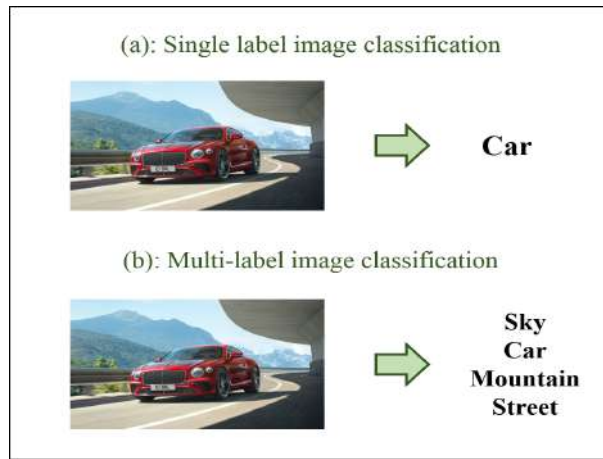 (a): Single label image classification
Car
(b): Multi-label image classification
Sky
Car
Mountain
Street